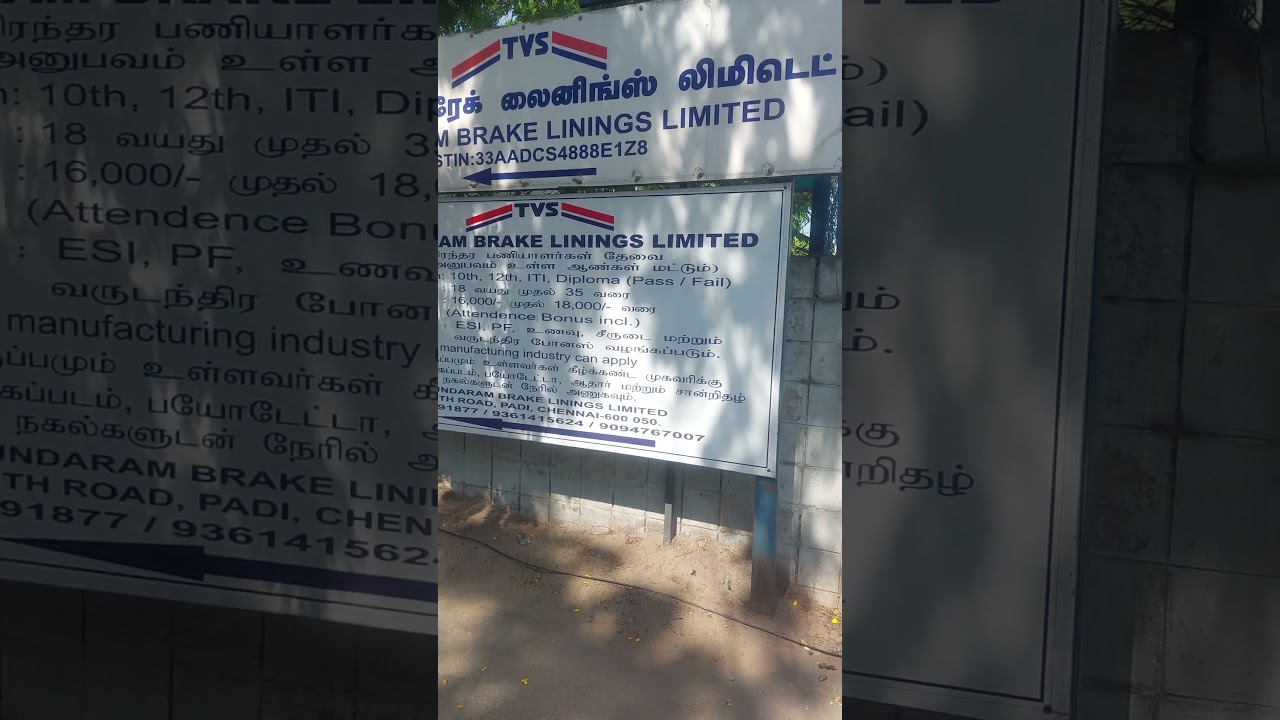 TVS
ரேக் லைனிங்ஸ் லிமிடெட்
M BRAKE LININGS LIMITED
STIN:33AADCS4888E1Z8
TVS
AM BRAKE LININGS LIMITED
ரந்தர பணியாளர்கள் தேவை
அனுபவம் உள்ள ஆண்கள் மட்டும்)
: 10th, 12th, ITI, Diploma (Pass / Fail)
: 18 வயது முதல் 35 வரை
: 16,000/- முதல் 18,000/- வரை
(Attendence Bonus incl.)
: ESI, PF, உணவு, சீருடை மற்றும்
வருடந்திர போனஸ் வழங்கப்படும்.
manufacturing industry can apply
ப்பமும் உள்ளவர்கள் கீழ்க்கண்ட முகவரிக்கு
கப்படம், பயோடேட்டா, ஆதார் மற்றும் சான்றிதழ்
நகல்களுடன் நேரில் அணுகவும்.
UNDARAM BRAKE LININGS LIMITED
TH ROAD, PADI, CHENNAI-600 050.
91877 / 9361415624 / 9094767007